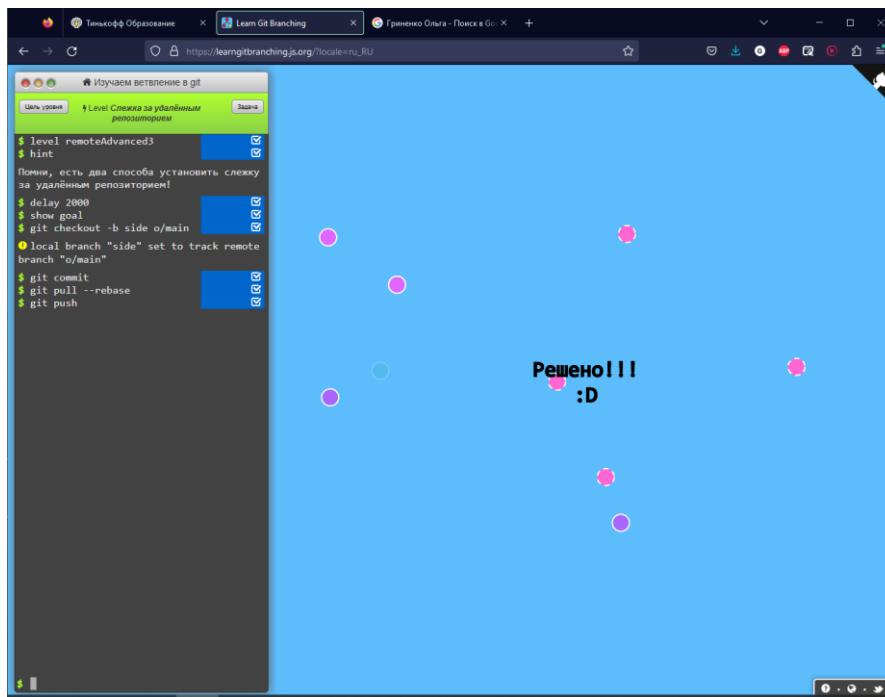 Тинькофф Образование
Learn Git Branching
Гриненко Ольга - Поиск в Goo
https://learngitbranching.js.org/?locale=ru_RU
Изучаем ветвление в git
Цель уровня
Level Слежка за удалённым
репозиторием
Задача
$ level remoteAdvanced3
$ hint
Помни, есть два способа установить слежку
за удалённым репозиторием!
$ delay 2000
$ show goal
$ git checkout -b side o/main
local branch "side" set to track remote
branch "o/main"
$ git commit
$ git pull --rebase
$ git push
Решено!!!
:D
$